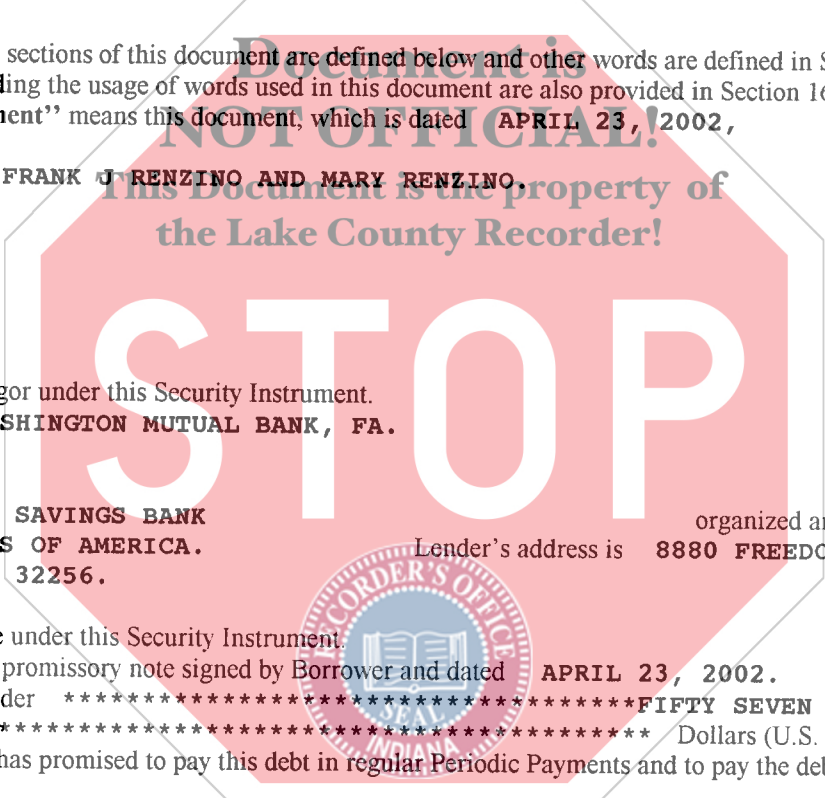 Document is
sections of this document are defined below and other words are defined in S
ding the usage of words used in this document are also provided in Section 16
NOT OFFICIAL!
ment” means this document, which is dated APRIL 23, 2002,
FRANK J RENZINO AND MARY RENZINO.
This Document is the property of
the Lake County Recorder!
STOP
gor under this Security Instrument.
SHINGTON MUTUAL BANK, FA.
SAVINGS BANK organized an
S OF AMERICA. Lender’s address is 8880 FREEDO
32256.
RECORDER'S OFFICE
SEAL
INDIANA
e under this Security Instrument.
promissory note signed by Borrower and dated APRIL 23, 2002.
der ************************************FIFTY SEVEN
***************************************** Dollars (U.S.
has promised to pay this debt in regular Periodic Payments and to pay the deb